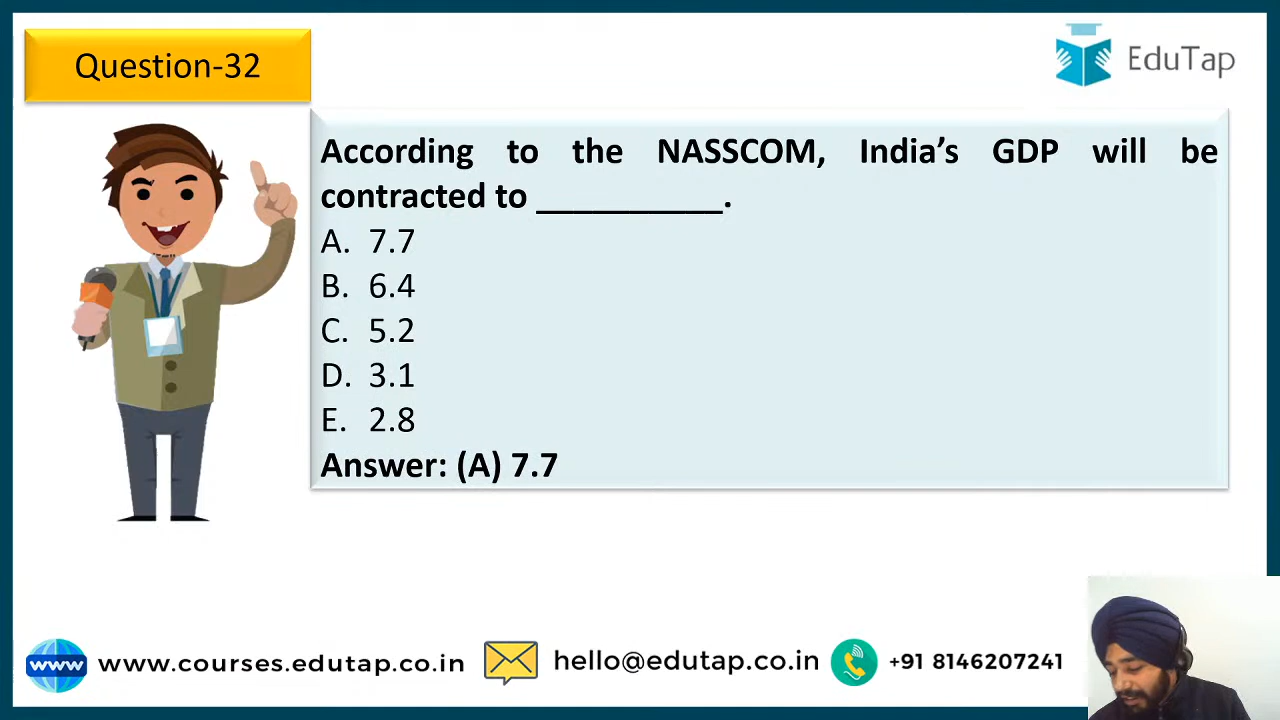 Question-32
EduTap
According to the NASSCOM, India’s GDP will be
contracted to __________.
A. 7.7
B. 6.4
C. 5.2
D. 3.1
E. 2.8
Answer: (A) 7.7
www www.courses.edutap.co.in hello@edutap.co.in +91 8146207241